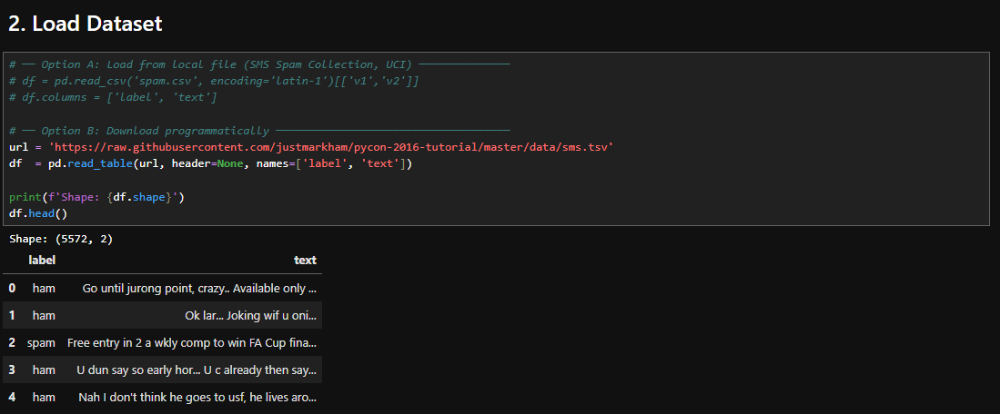 2. Load Dataset
# ── Option A: Load from local file (SMS Spam Collection, UCI) ──────────────
# df = pd.read_csv('spam.csv', encoding='latin-1')[['v1','v2']]
# df.columns = ['label', 'text']
# ── Option B: Download programmatically ────────────────────────────────────
url = 'https://raw.githubusercontent.com/justmarkham/pycon-2016-tutorial/master/data/sms.tsv'
df  = pd.read_table(url, header=None, names=['label', 'text'])
print(f'Shape: {df.shape}')
df.head()
Shape: (5572, 2)
label text
0 ham Go until jurong point, crazy.. Available only ...
1 ham Ok lar... Joking wif u oni...
2 spam Free entry in 2 a wkly comp to win FA Cup fina...
3 ham U dun say so early hor... U c already then say...
4 ham Nah I don't think he goes to usf, he lives aro...